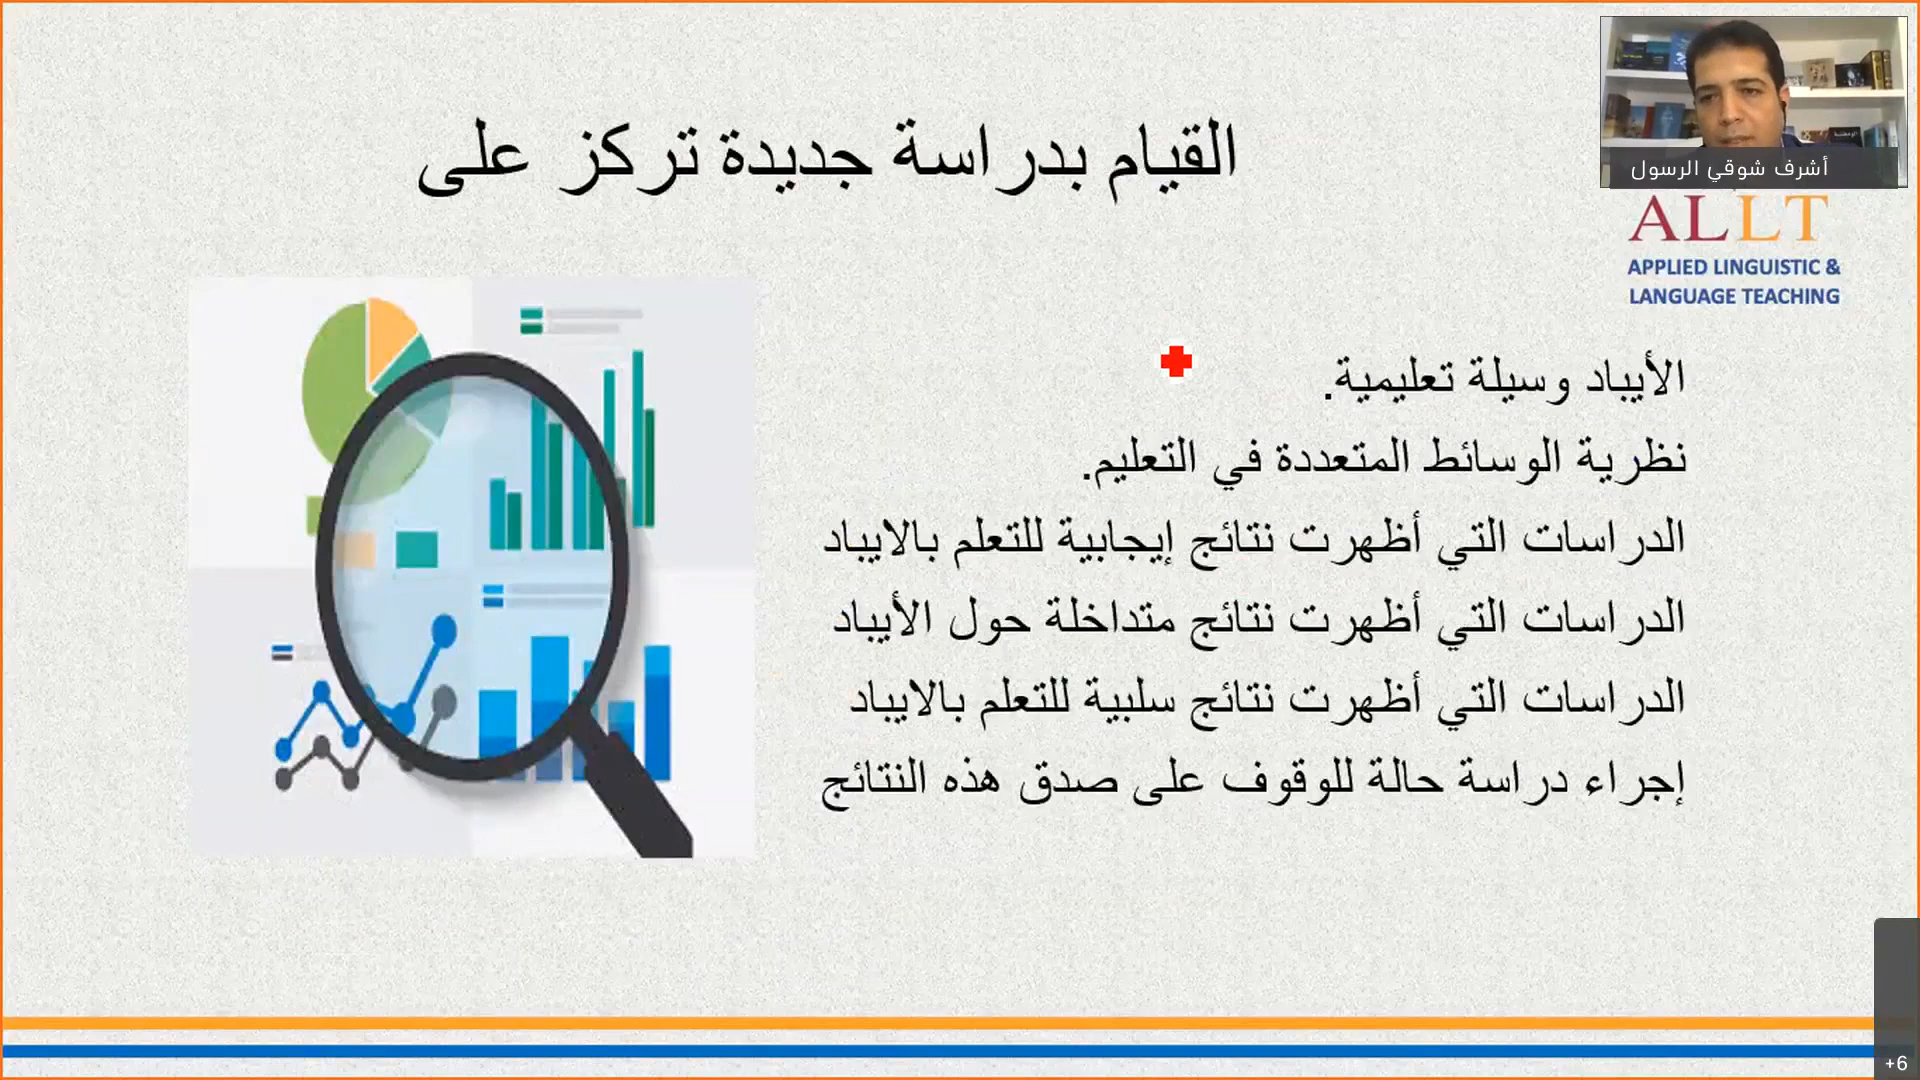 القيام بدراسة جديدة تركز على
أشرف شوقي الرسول
ALLT
APPLIED LINGUISTIC &
LANGUAGE TEACHING
الأيباد وسيلة تعليمية.
نظرية الوسائط المتعددة في التعليم.
الدراسات التي أظهرت نتائج إيجابية للتعلم بالايباد
الدراسات التي أظهرت نتائج متداخلة حول الأيباد
الدراسات التي أظهرت نتائج سلبية للتعلم بالايباد
إجراء دراسة حالة للوقوف على صدق هذه النتائج
+6